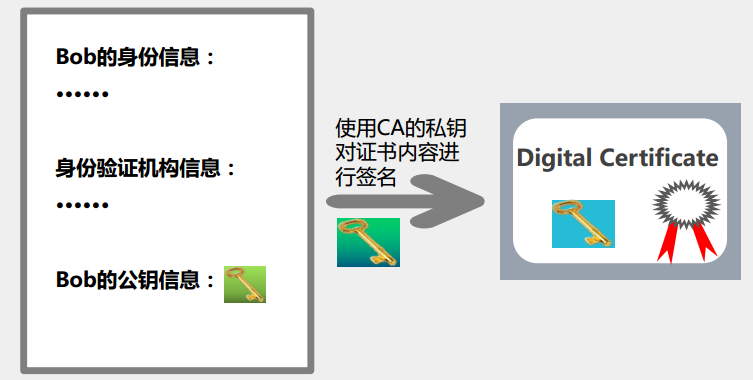 Bob的身份信息：
••••••
身份验证机构信息：
••••••
Bob的公钥信息：
使用CA的私钥
对证书内容进
行签名
Digital Certificate